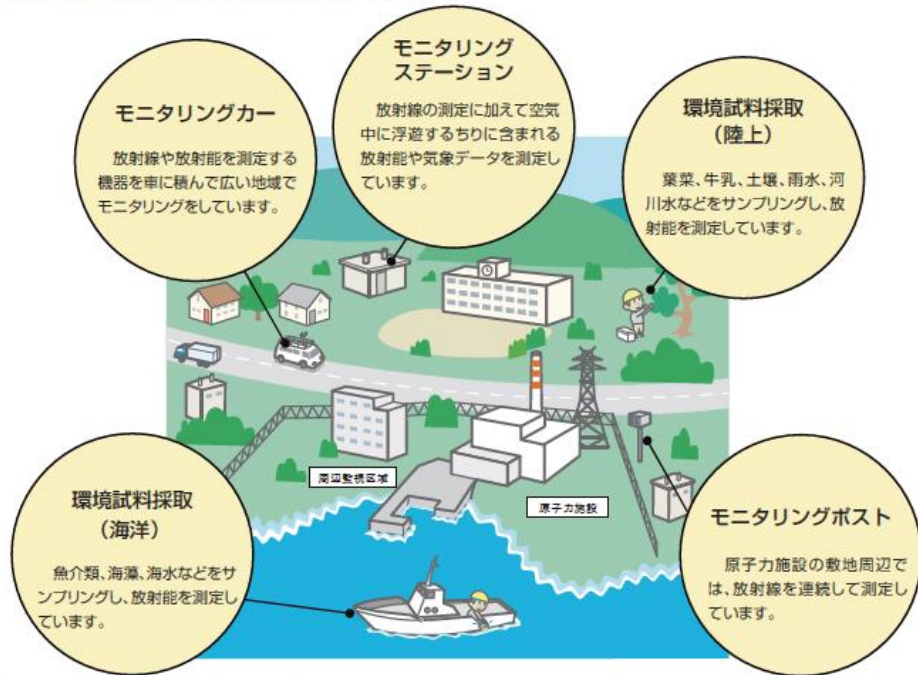 モニタリングカー
放射線や放射能を測定する
機器を車に積んで広い地域で
モニタリングをしています。
モニタリング
ステーション
放射線の測定に加えて空気
中に浮遊するちりに含まれる
放射能や気象データを測定し
ています。
環境試料採取
(陸上)
葉菜、牛乳、土壌、雨水、河
川水などをサンプリングし、放
射能を測定しています。
周辺監視区域
原子力施設
環境試料採取
(海洋)
魚介類、海藻、海水などをサ
ンプリングし、放射能を測定し
ています。
モニタリングポスト
原子力施設の敷地周辺で
は、放射線を連続して測定し
ています。